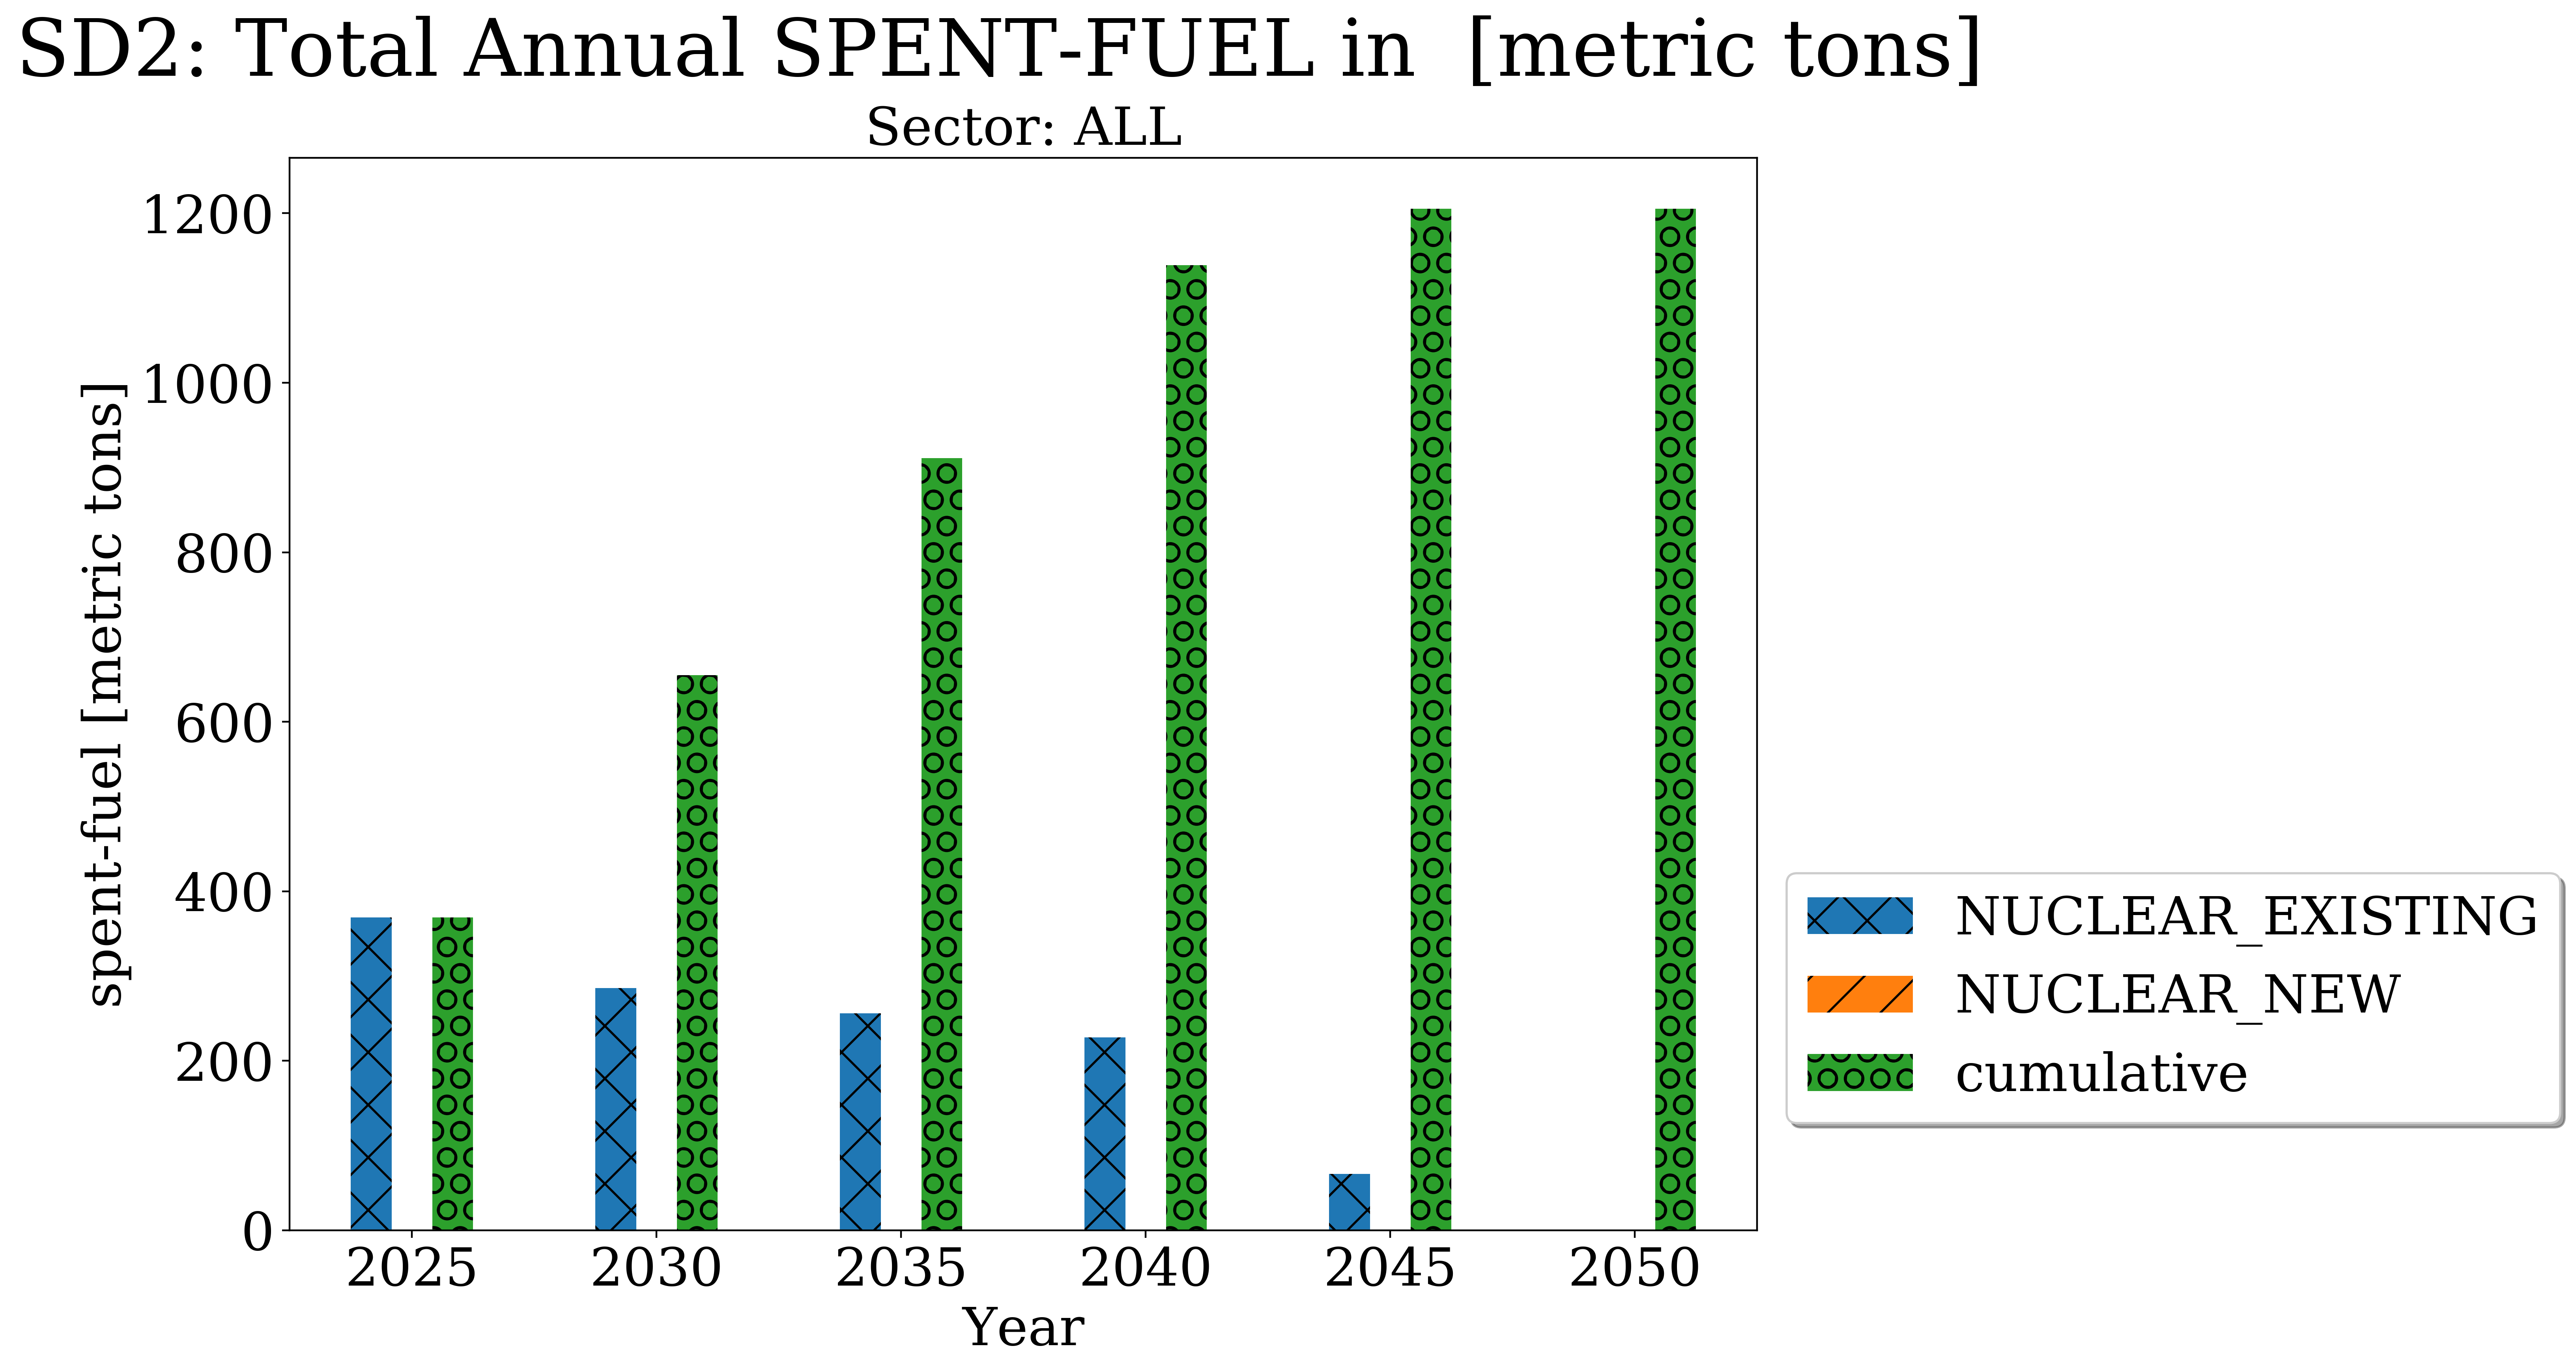 SD2: Total Annual SPENT-FUEL in  [metric tons]
Sector: ALL
spent-fuel [metric tons]
1200
1000
800
600
400
200
0
2025 2030 2035 2040 2045 2050
Year
NUCLEAR_EXISTING
NUCLEAR_NEW
cumulative